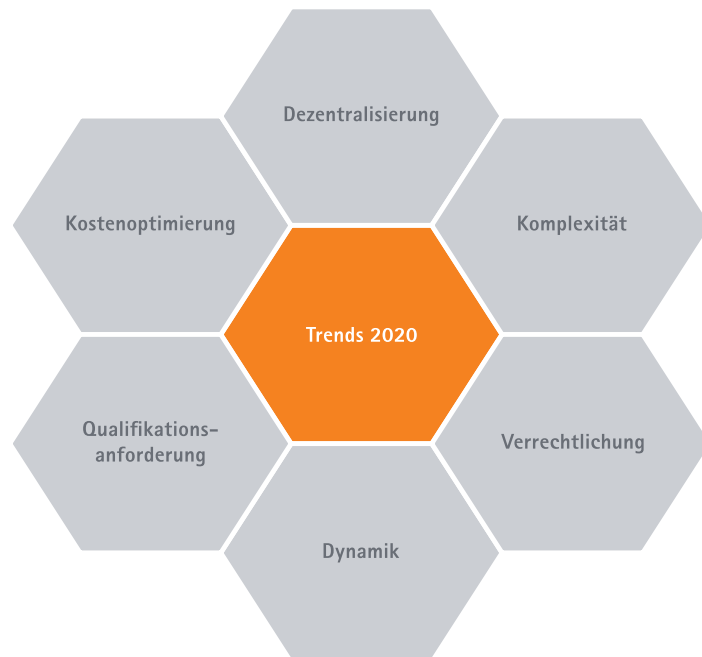 Dezentralisierung
Kostenoptimierung
Komplexität
Trends 2020
Qualifikations-
anforderung
Verrechtlichung
Dynamik